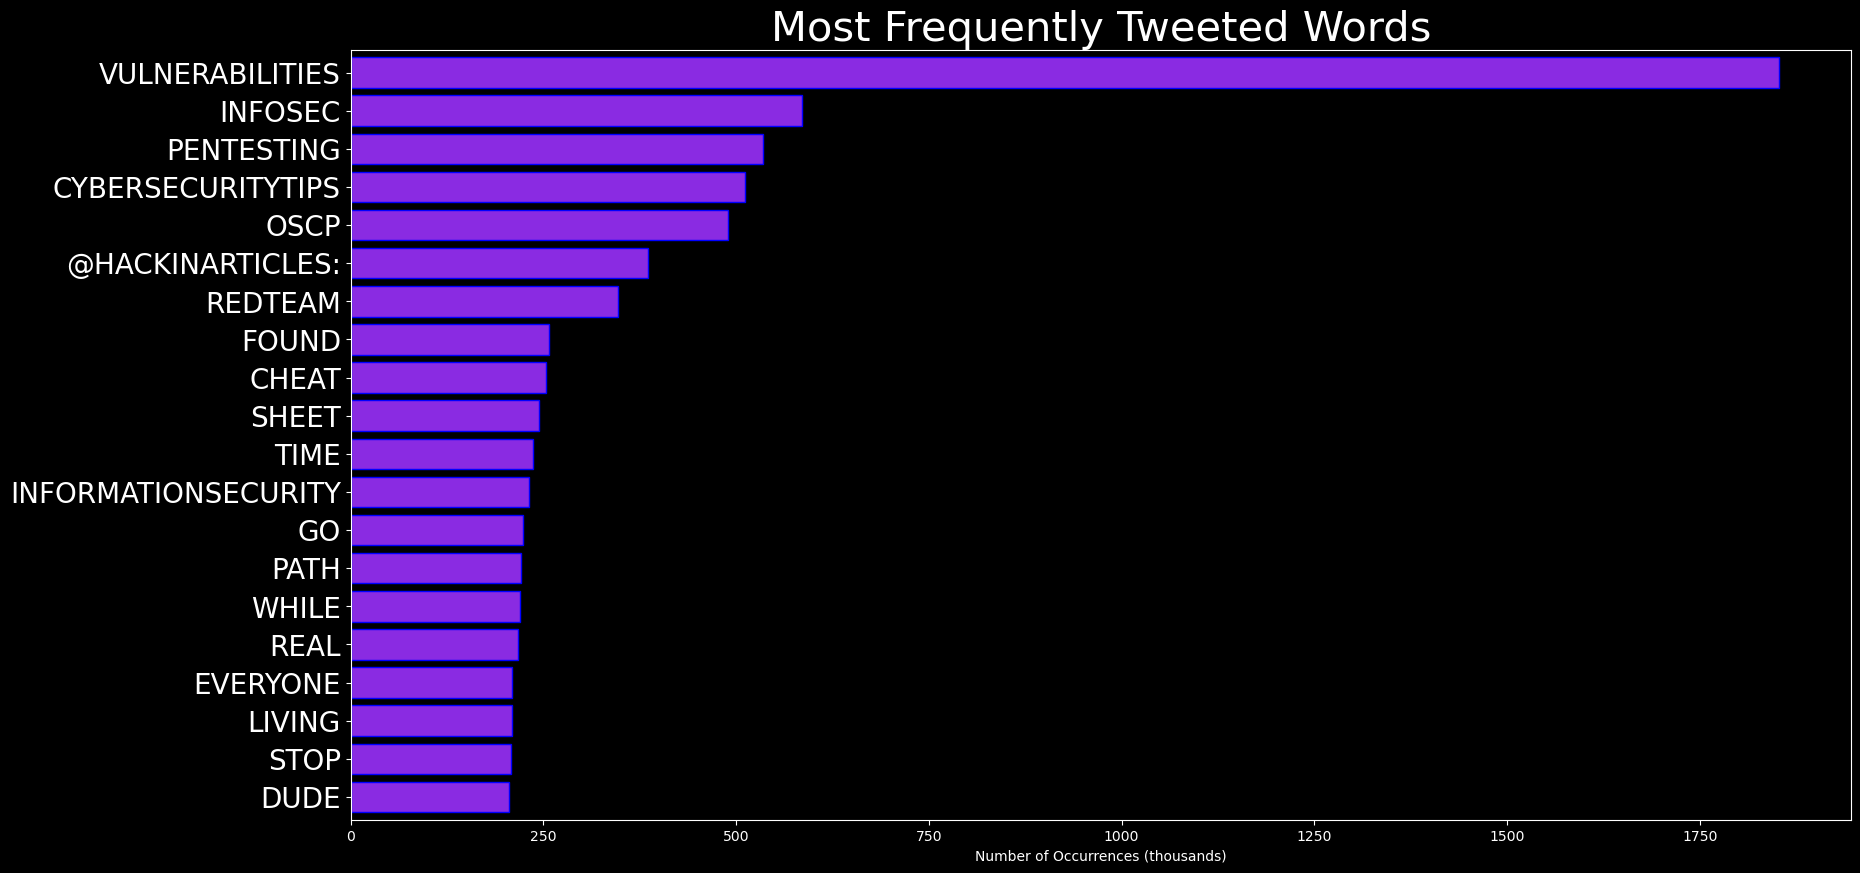 Most Frequently Tweeted Words
VULNERABILITIES
INFOSEC
PENTESTING
CYBERSECURITYTIPS
OSCP
@HACKINARTICLES:
REDTEAM
FOUND
CHEAT
SHEET
TIME
INFORMATIONSECURITY
GO
PATH
WHILE
REAL
EVERYONE
LIVING
STOP
DUDE
0 250 500 750 1000 1250 1500 1750
Number of Occurrences (thousands)